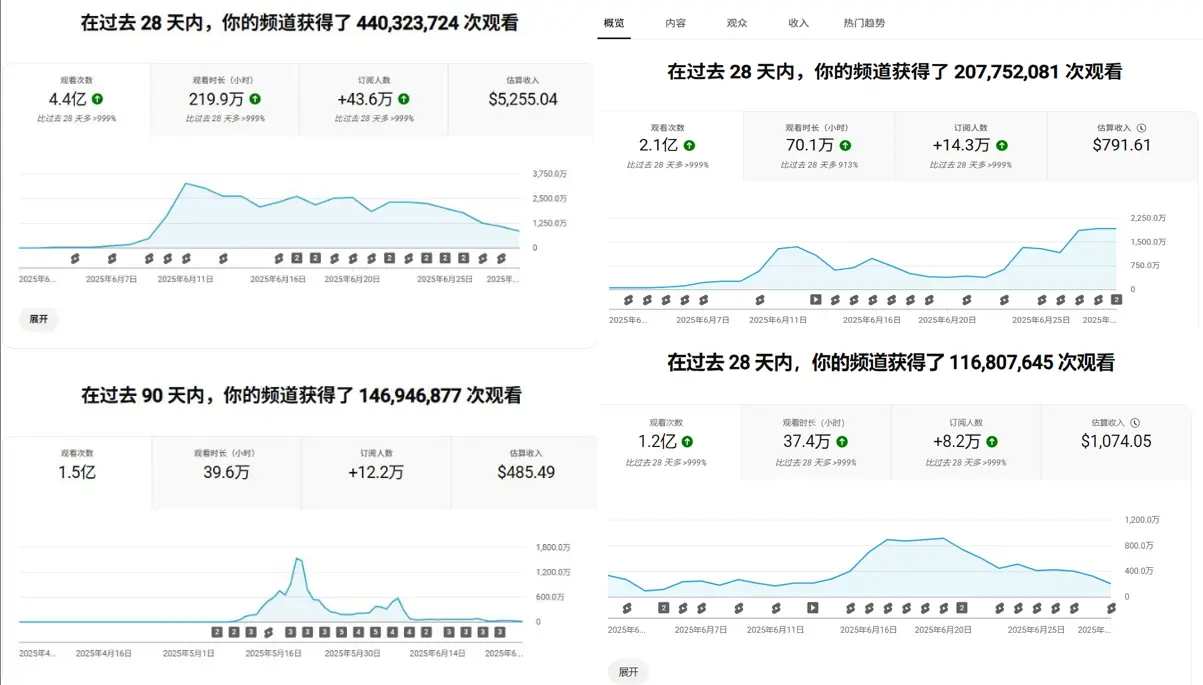 在过去 28 天内，你的频道获得了 440,323,724 次观看
观看次数
4.4亿
比过去 28 天多 >999%
观看时长（小时）
219.9万
比过去 28 天多 >999%
订阅人数
+43.6万
比过去 28 天多 >999%
估算收入
$5,255.04
3,750.0万
2,500.0万
1,250.0万
0
2 2 2 2 2 2
2025年6... 2025年6月7日 2025年6月11日 2025年6月16日 2025年6月20日 2025年6月25日 2025年...
展开
概览 内容 观众 收入 热门趋势
在过去 28 天内，你的频道获得了 207,752,081 次观看
观看次数
2.1亿
比过去 28 天多 >999%
观看时长（小时）
70.1万
比过去 28 天多 913%
订阅人数
+14.3万
比过去 28 天多 >999%
估算收入
$791.61
2,250.0万
1,500.0万
750.0万
0
2
2025年6... 2025年6月7日 2025年6月11日 2025年6月16日 2025年6月20日 2025年6月25日 2025年...
在过去 90 天内，你的频道获得了 146,946,877 次观看
观看次数
1.5亿
观看时长（小时）
39.6万
订阅人数
+12.2万
估算收入
$485.49
1,800.0万
1,200.0万
600.0万
0
2 2 3 3 3 3 5 4 5 4 4 2 3 3 3 3
2025年4... 2025年4月16日 2025年5月1日 2025年5月16日 2025年5月30日 2025年6月14日 2025年6...
在过去 28 天内，你的频道获得了 116,807,645 次观看
观看次数
1.2亿
比过去 28 天多 >999%
观看时长（小时）
37.4万
比过去 28 天多 >999%
订阅人数
+8.2万
比过去 28 天多 >999%
估算收入
$1,074.05
1,200.0万
800.0万
400.0万
0
2 2
2025年6... 2025年6月7日 2025年6月11日 2025年6月16日 2025年6月20日 2025年6月25日 2025年...
展开